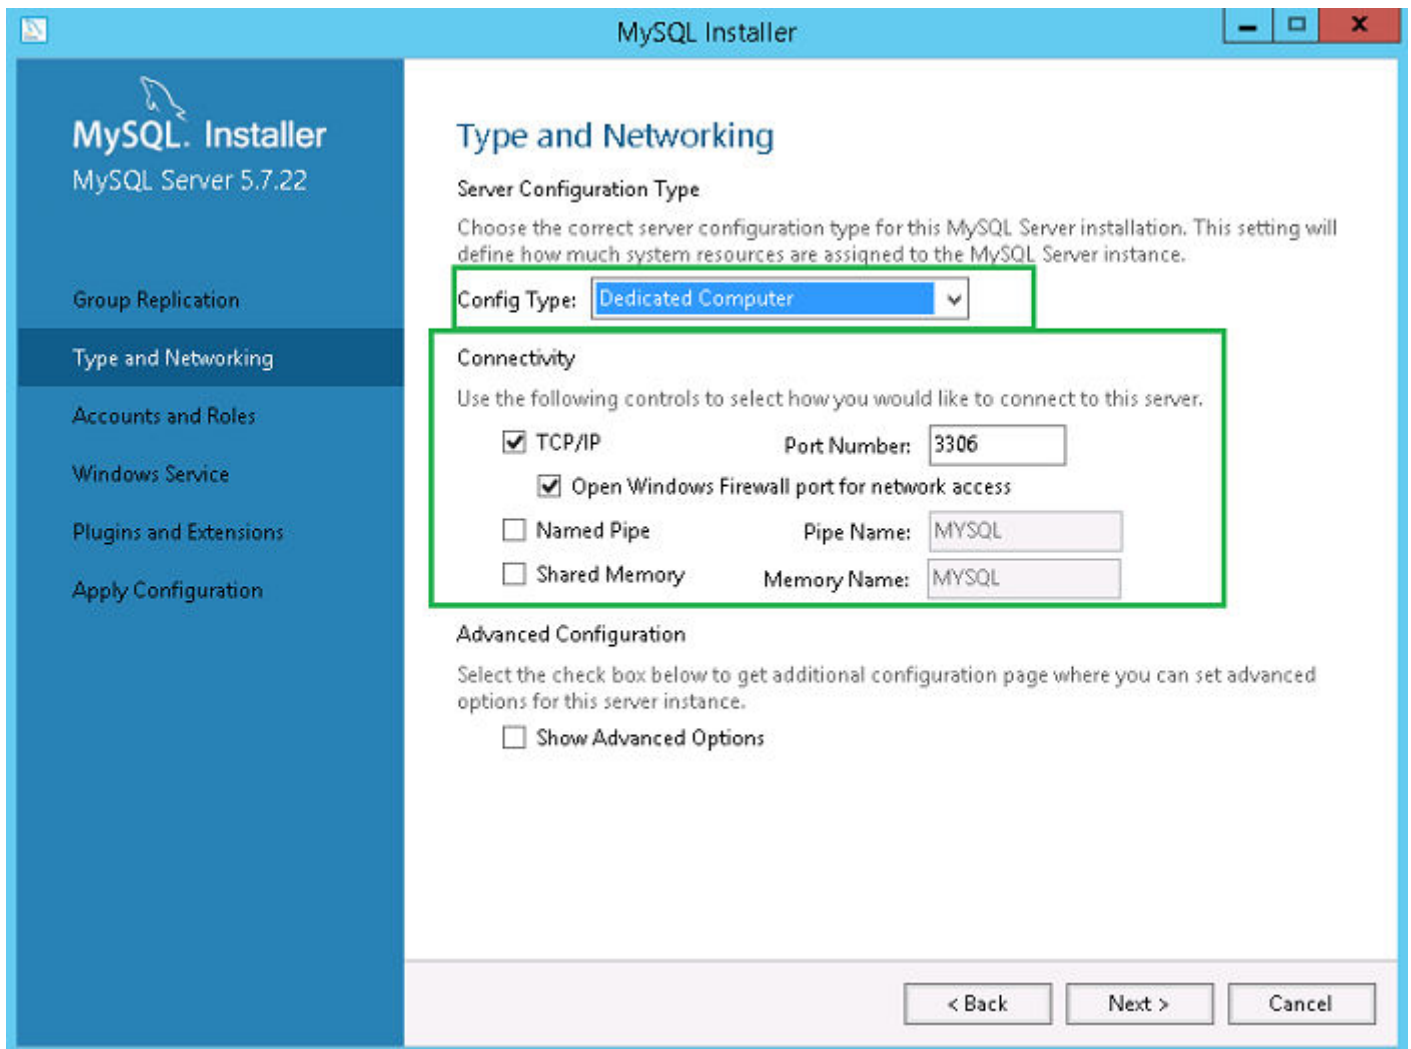 MySQL Installer
MySQL. Installer
MySQL Server 5.7.22
Group Replication
Type and Networking
Accounts and Roles
Windows Service
Plugins and Extensions
Apply Configuration
Type and Networking
Server Configuration Type
Choose the correct server configuration type for this MySQL Server installation. This setting will
define how much system resources are assigned to the MySQL Server instance.
Config Type: Dedicated Computer
Connectivity
Use the following controls to select how you would like to connect to this server.
TCP/IP Port Number: 3306
Open Windows Firewall port for network access
Named Pipe Pipe Name: MYSQL
Shared Memory Memory Name: MYSQL
Advanced Configuration
Select the check box below to get additional configuration page where you can set advanced
options for this server instance.
Show Advanced Options
< Back Next > Cancel